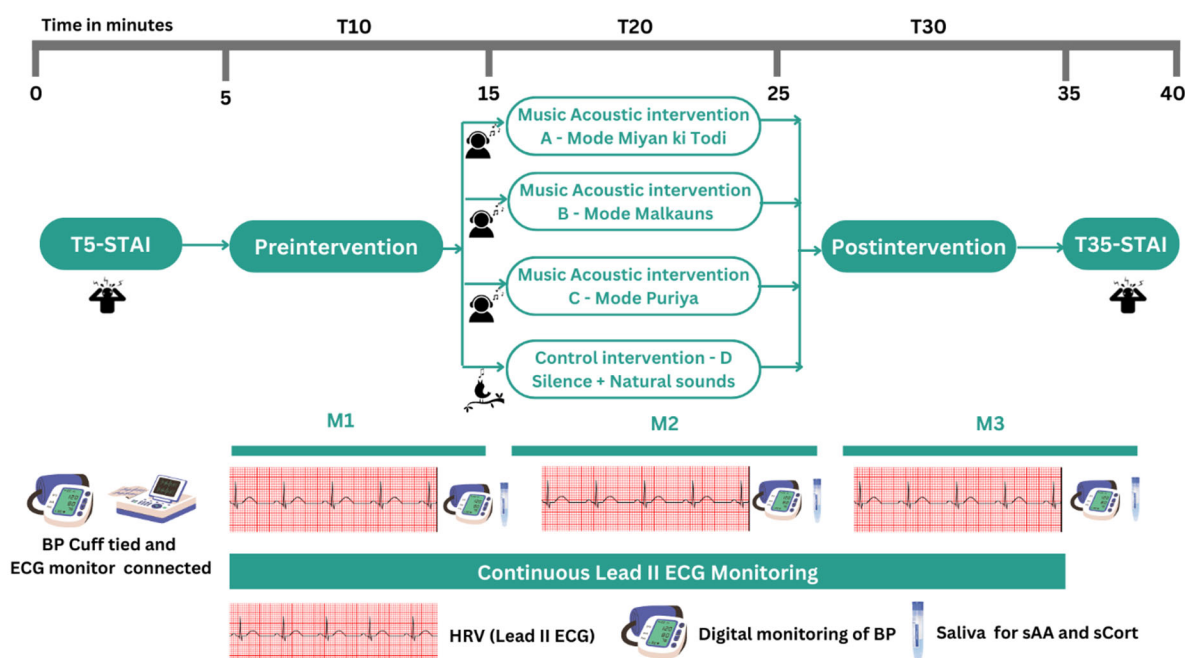 Time in minutes
T10
T20
T30
0
5
15
25
35
40
Music Acoustic intervention
A - Mode Miyan ki Todi
Music Acoustic intervention
B - Mode Malkauns
T5-STAI
Preintervention
Postintervention
T35-STAI
Music Acoustic intervention
C - Mode Puriya
Control intervention - D
Silence + Natural sounds
M1
M2
M3
BP Cuff tied and
ECG monitor connected
Continuous Lead II ECG Monitoring
HRV (Lead II ECG)
Digital monitoring of BP
Saliva for sAA and sCort